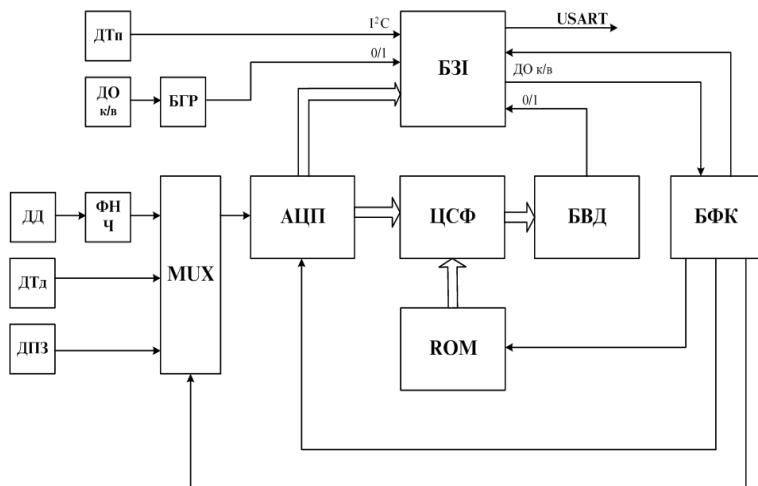 USART
I²C
ДТп
0/1
БЗІ
ДО к/в
ДО
к/в
БГР
0/1
ДД
ФН
Ч
MUX
АЦП
ЦСФ
БВД
БФК
ДТд
ДПЗ
ROM